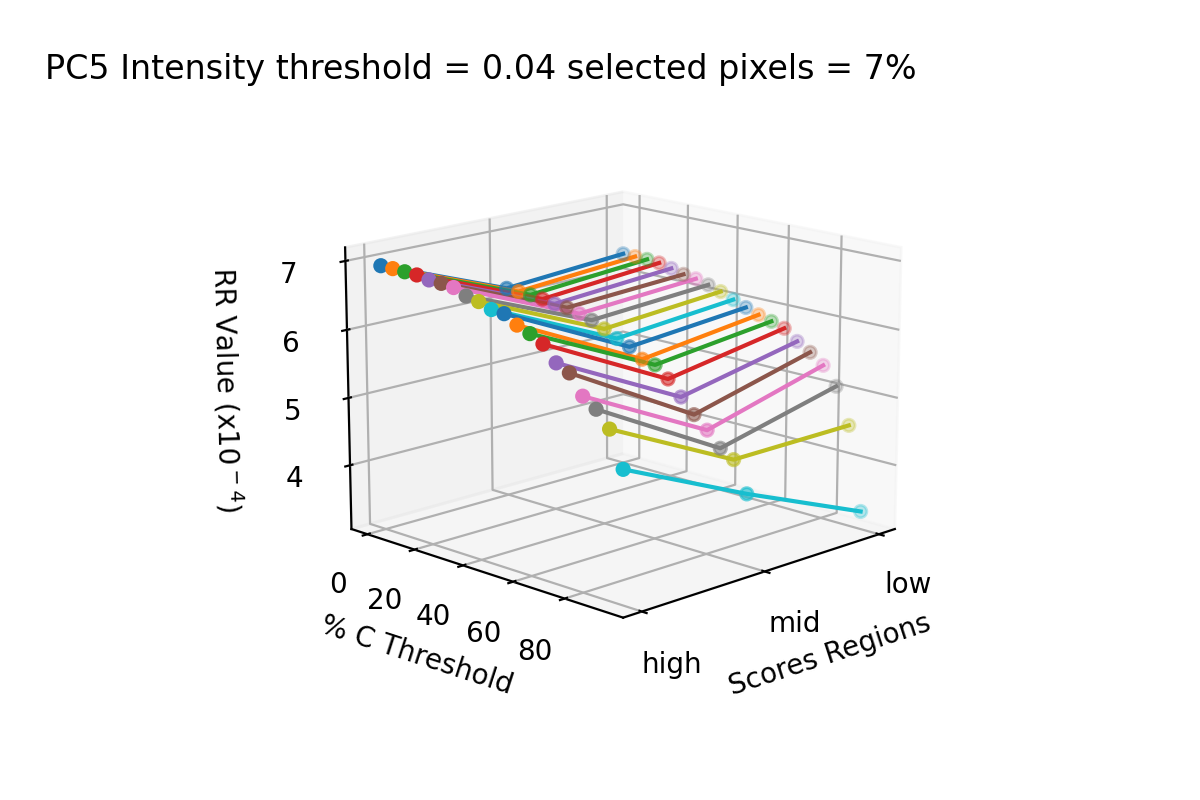 PC5 Intensity threshold = 0.04 selected pixels = 7%
RR Value (x10⁻⁴)
7
6
5
4
0
20
40
60
80
% C Threshold
high
mid
low
Scores Regions